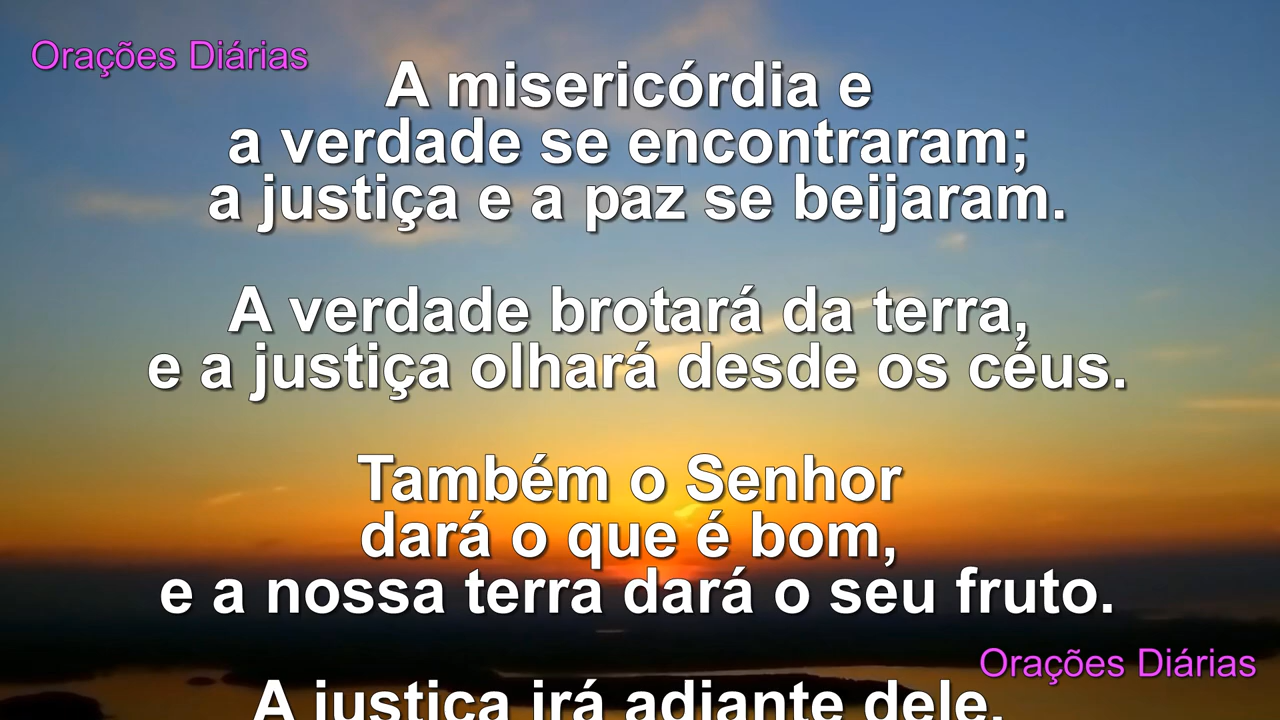 Orações Diárias
A misericórdia e
a verdade se encontraram;
a justiça e a paz se beijaram.
A verdade brotará da terra,
e a justiça olhará desde os céus.
Também o Senhor
dará o que é bom,
e a nossa terra dará o seu fruto.
Orações Diárias
A justiça irá adiante dele,